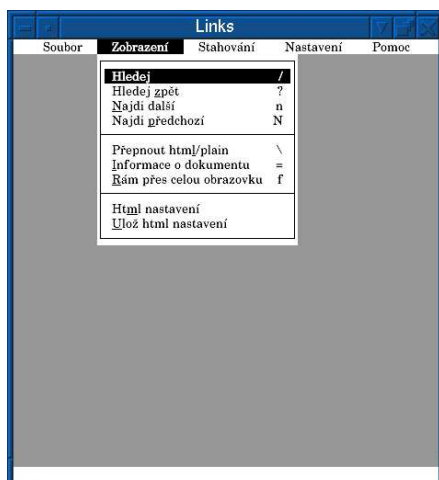 Links
Soubor Zobrazení Stahování Nastavení Pomoc
Hledej /
Hledej zpět ?
Najdi další n
Najdi předchozí N
Přepnout html/plain \
Informace o dokumentu =
Rám přes celou obrazovku f
Html nastavení
Ulož html nastavení